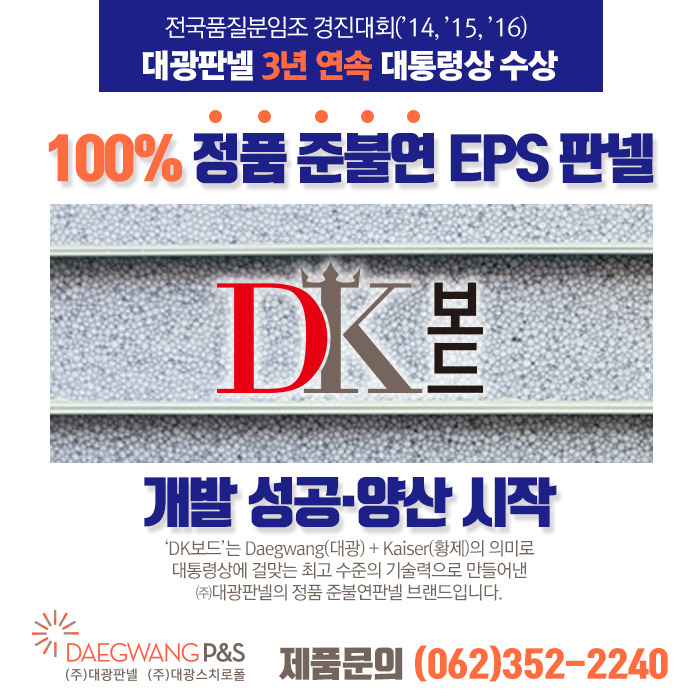 전국품질분임조 경진대회(’14, ’15, ’16)
대광판넬 3년 연속 대통령상 수상
100% 정품 준불연 EPS 판넬
DK보드
개발 성공·양산 시작
‘DK보드’는 Daegwang(대광) + Kaiser(황제)의 의미로
대통령상에 걸맞는 최고 수준의 기술력으로 만들어낸
㈜대광판넬의 정품 준불연판넬 브랜드입니다.
DAEGWANG P&S
(주)대광판넬 (주)대광스치로폴
제품문의 (062)352-2240